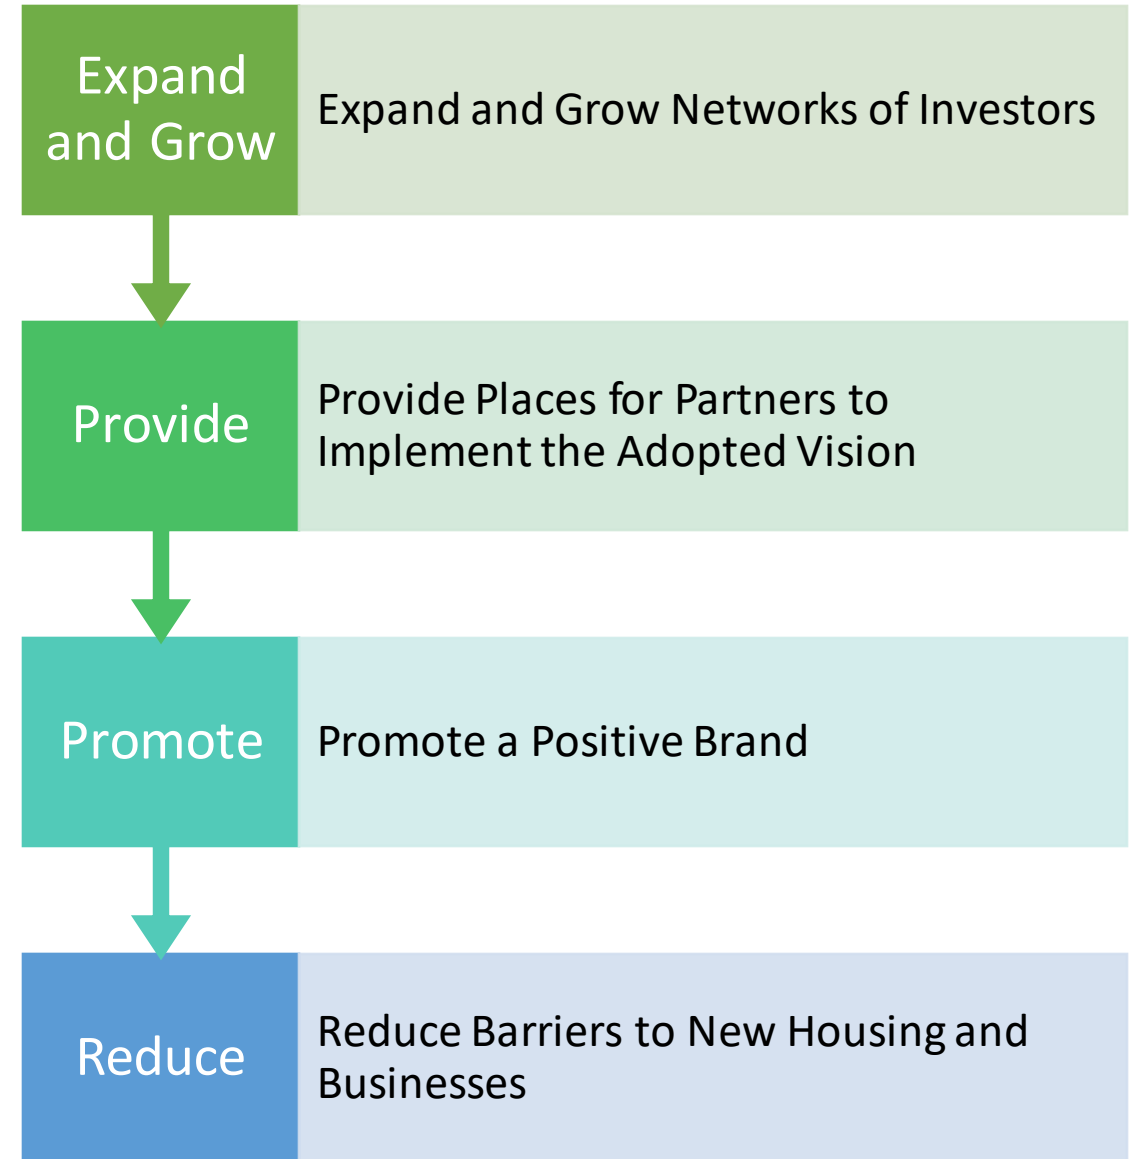 Expand
and Grow
Expand and Grow Networks of Investors
Provide
Provide Places for Partners to
Implement the Adopted Vision
Promote
Promote a Positive Brand
Reduce
Reduce Barriers to New Housing and
Businesses